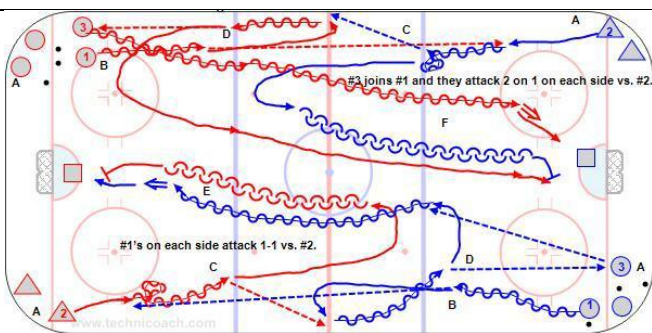 3
D
C
A
2
1
B
A
#3 joins #1 and they attack 2 on 1 on each side vs. #2.
F
E
#1's on each side attack 1-1 vs. #2.
C
D
3
A
A
2
B
1
www.technicoach.com